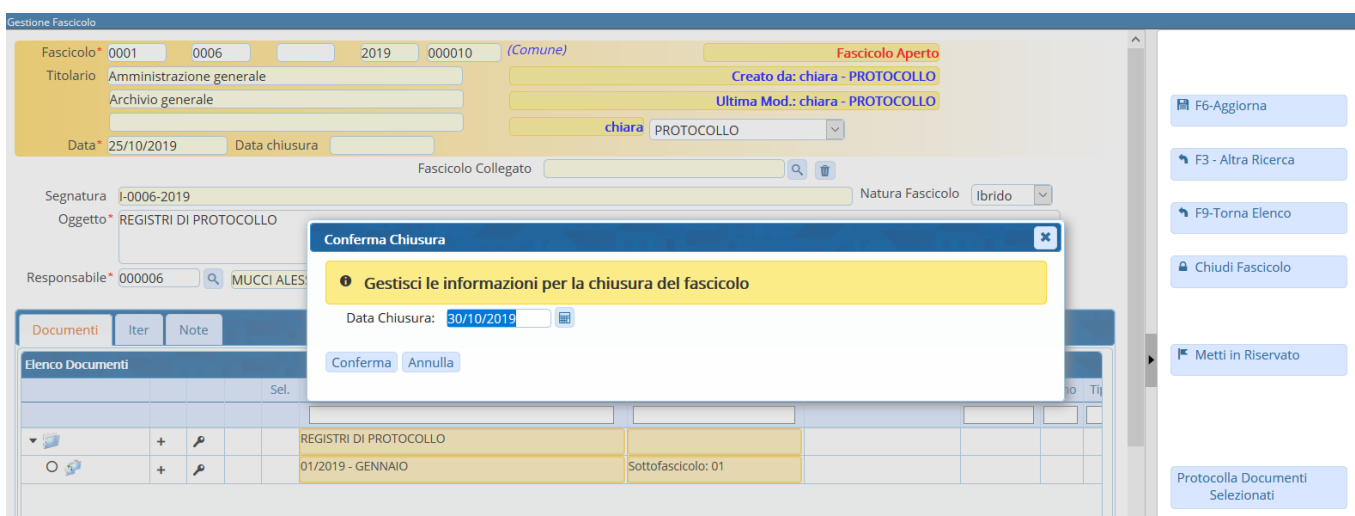 Gestione Fascicolo
Fascicolo* 0001 0006 2019 000010 (Comune) Fascicolo Aperto
Titolario Amministrazione generale Creato da: chiara - PROTOCOLLO
Archivio generale Ultima Mod.: chiara - PROTOCOLLO
chiara PROTOCOLLO
Data* 25/10/2019 Data chiusura
Fascicolo Collegato
Segnatura I-0006-2019 Natura Fascicolo Ibrido
Oggetto* REGISTRI DI PROTOCOLLO
Responsabile* 000006 MUCCI ALES
Conferma Chiusura
Gestisci le informazioni per la chiusura del fascicolo
Data Chiusura: 30/10/2019
Conferma Annulla
Documenti Iter Note
Elenco Documenti
Sel.
+ REGISTRI DI PROTOCOLLO
+ 01/2019 - GENNAIO Sottofascicolo: 01
F6-Aggiorna
F3 - Altra Ricerca
F9-Torna Elenco
Chiudi Fascicolo
Metti in Riservato
Protocolla Documenti
Selezionati